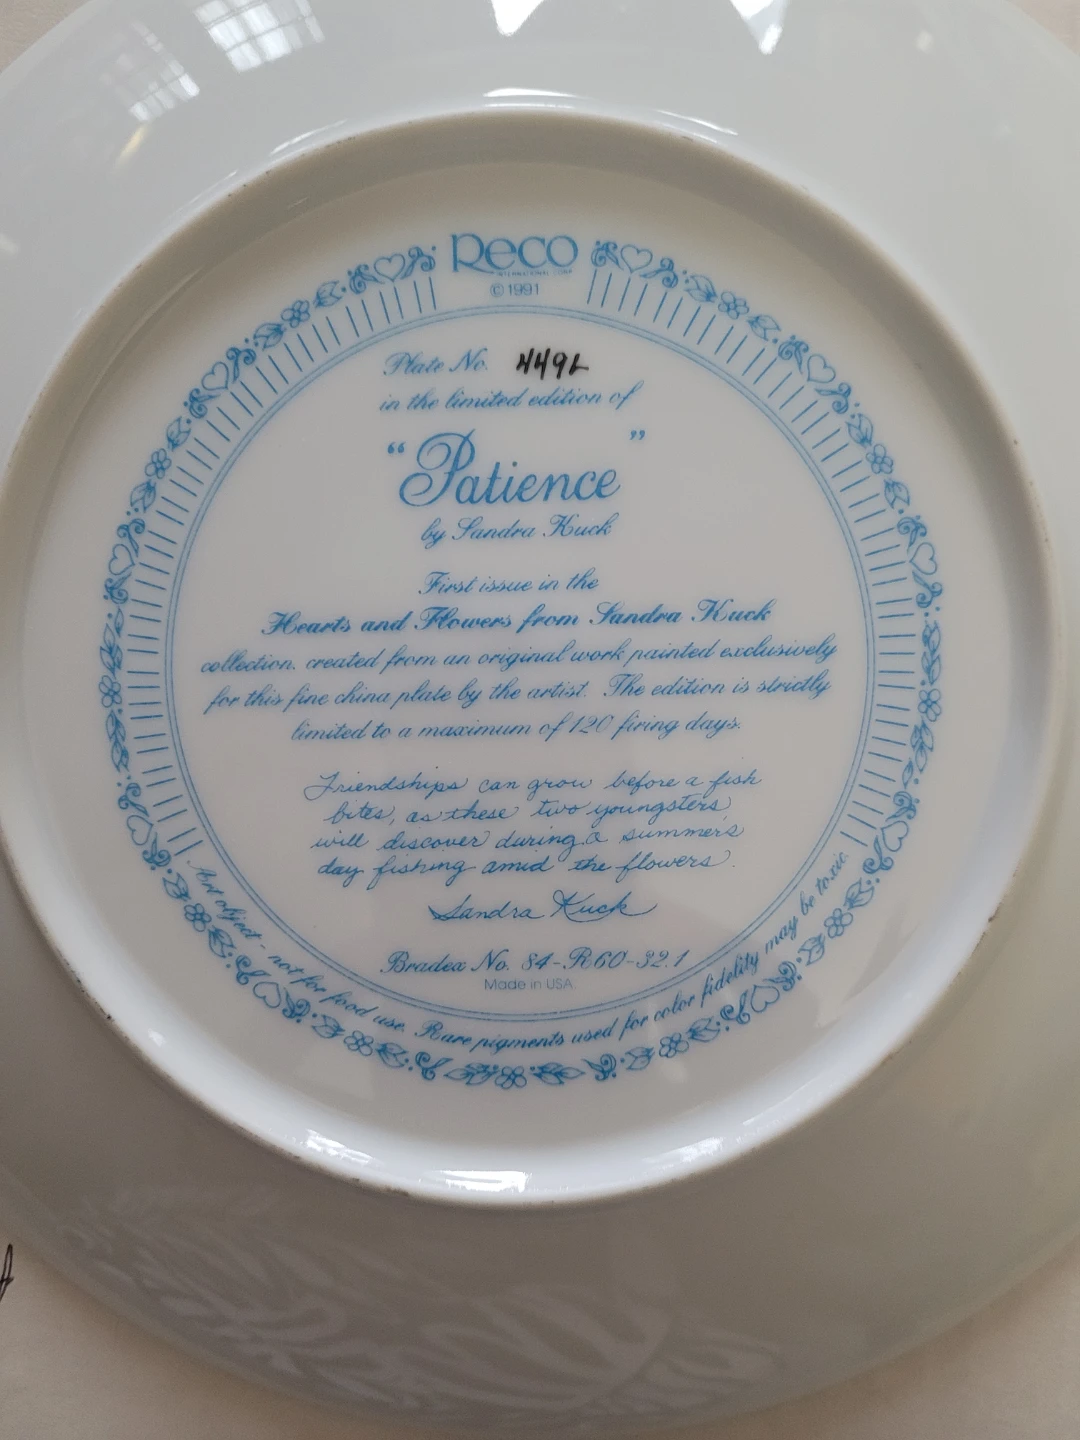 Reco
INTERNATIONAL CORP.
© 1991
Plate No. 449L
in the limited edition of
“Patience”
by Sandra Kuck
First issue in the
Hearts and Flowers from Sandra Kuck
collection, created from an original work painted exclusively
for this fine china plate by the artist. The edition is strictly
limited to a maximum of 120 firing days.
Friendships can grow before a fish
bites, as these two youngsters
will discover during a summer's
day fishing amid the flowers.
Sandra Kuck
Bradex No. 84-R60-32.1
Made in USA
Art object - not for food use. Rare pigments used for color fidelity may be toxic.